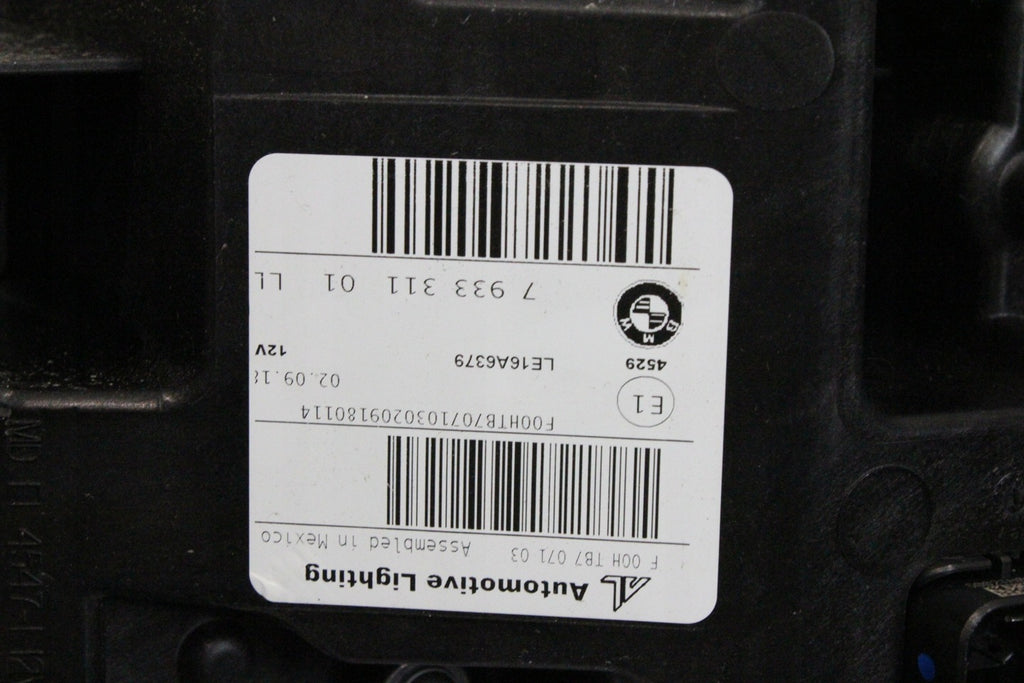 Automotive Lighting
F 00H TB7 071 03 Assembled in Mexico
F00HTB7071030209180114
E1 02.09.18
4529 LE16A6379 12V
BMW
7 933 311 01 LL